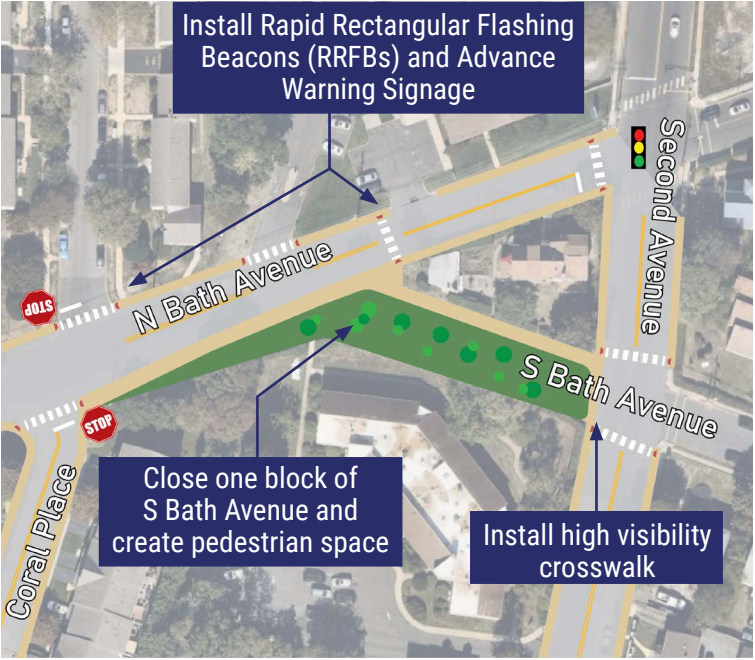 Install Rapid Rectangular Flashing
Beacons (RRFBs) and Advance
Warning Signage
Second Avenue
N Bath Avenue
STOP
S Bath Avenue
STOP
Coral Place
Close one block of
S Bath Avenue and
create pedestrian space
Install high visibility
crosswalk